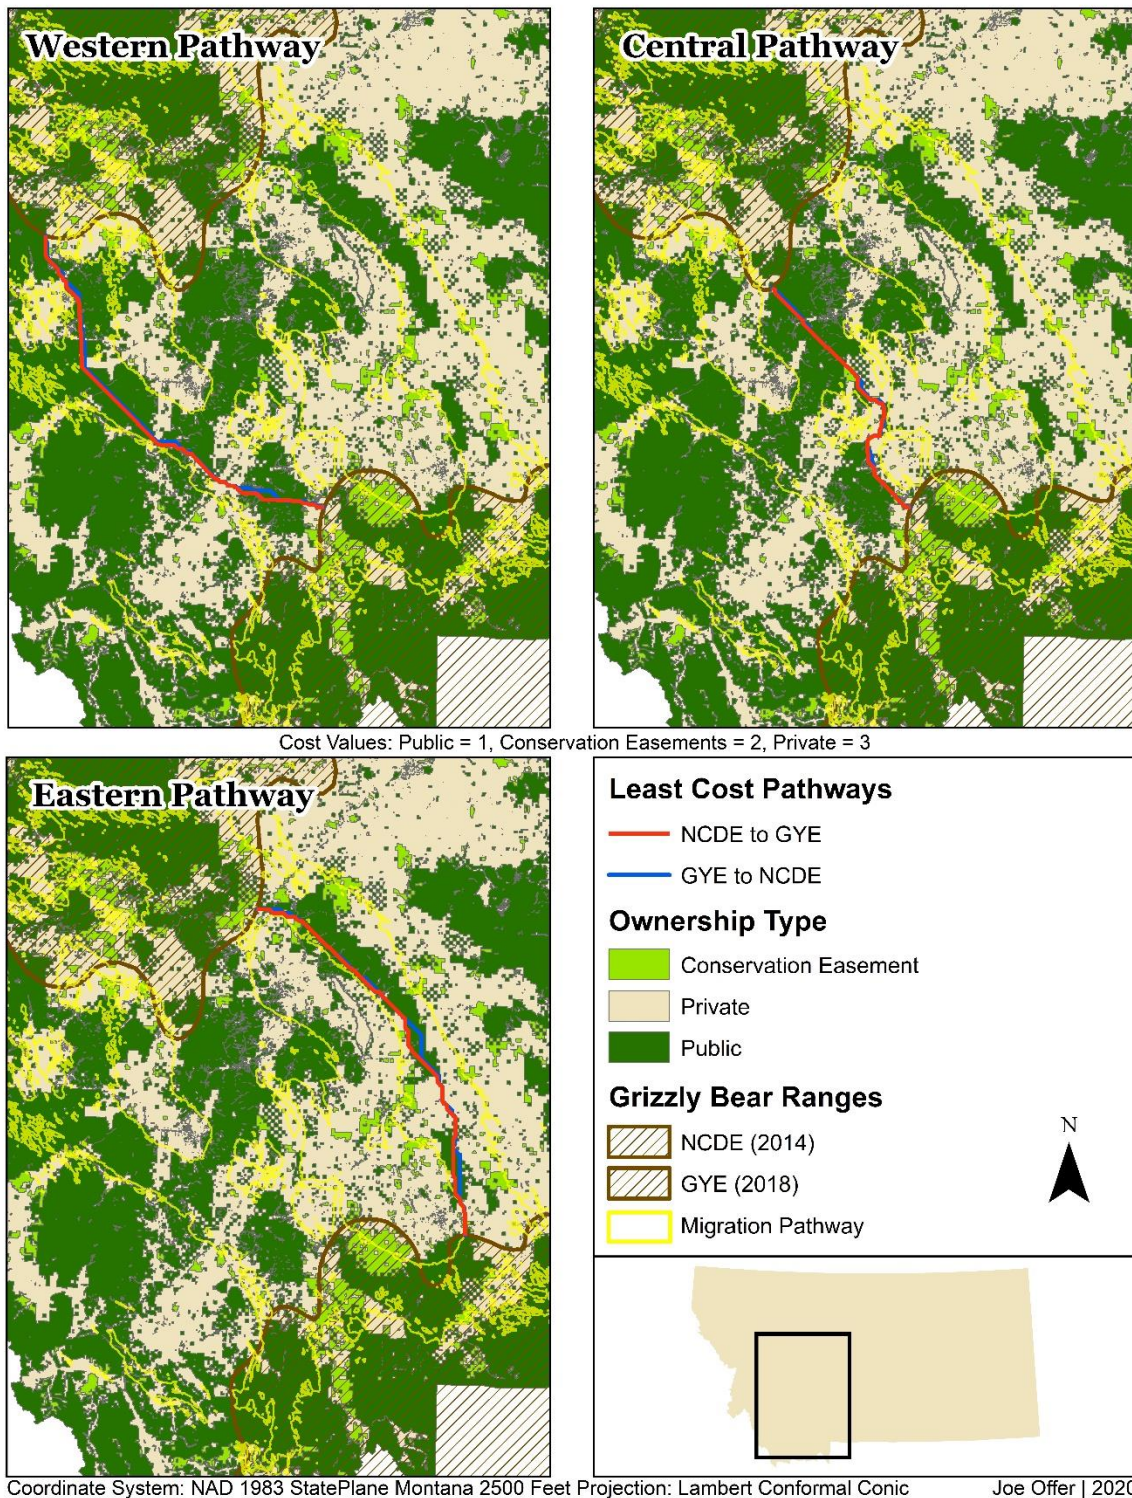 Western Pathway
Central Pathway
Cost Values: Public = 1, Conservation Easements = 2, Private = 3
Eastern Pathway
Least Cost Pathways
NCDE to GYE
GYE to NCDE
Ownership Type
Conservation Easement
Private
Public
Grizzly Bear Ranges
NCDE (2014)
GYE (2018)
Migration Pathway
N
Coordinate System: NAD 1983 StatePlane Montana 2500 Feet Projection: Lambert Conformal Conic
Joe Offer | 2020